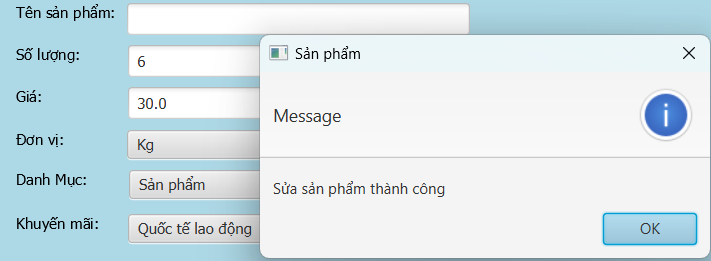 Tên sản phẩm:
Số lượng:
6
Giá:
30.0
Đơn vị:
Kg
Danh Mục:
Sản phẩm
Khuyến mãi:
Quốc tế lao động
Sản phẩm
Message
i
Sửa sản phẩm thành công
OK